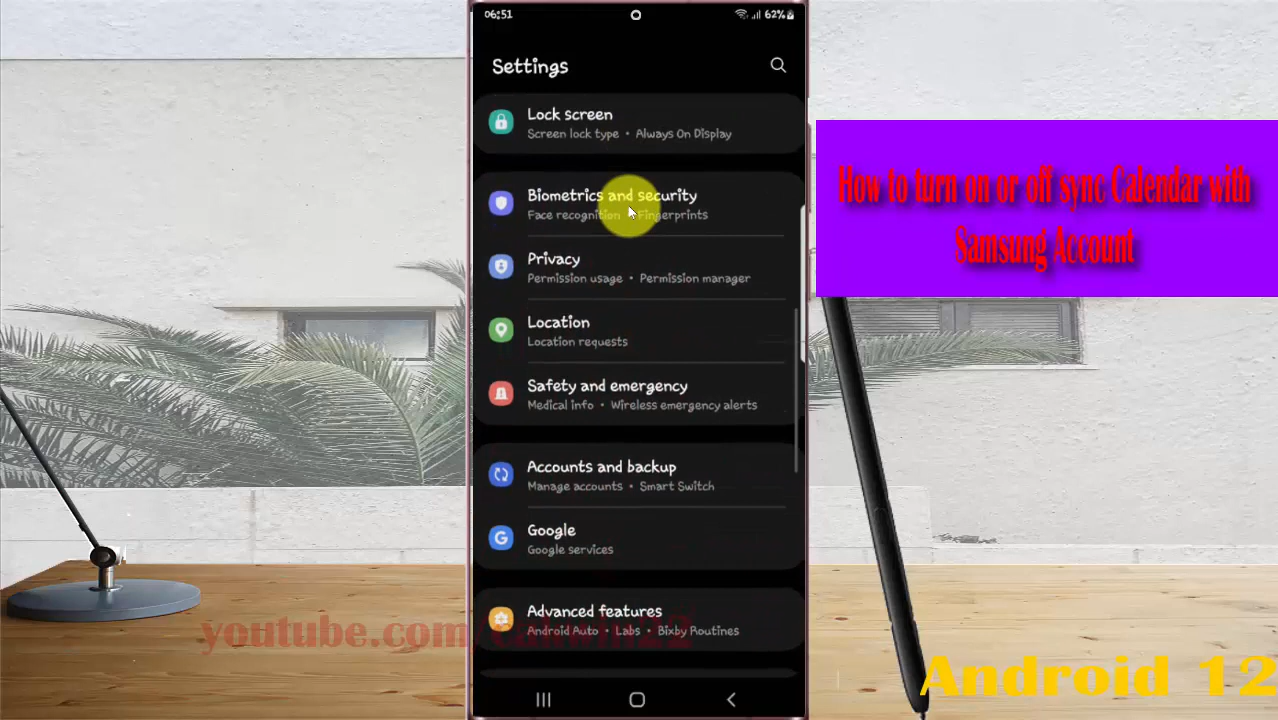 06:51
62%
Settings
Lock screen
Screen lock type • Always On Display
Biometrics and security
Face recognition • Fingerprints
Privacy
Permission usage • Permission manager
Location
Location requests
Safety and emergency
Medical info • Wireless emergency alerts
Accounts and backup
Manage accounts • Smart Switch
Google
Google services
Advanced features
Android Auto • Labs • Bixby Routines
How to turn on or off sync Calendar with
Samsung Account
Android 12